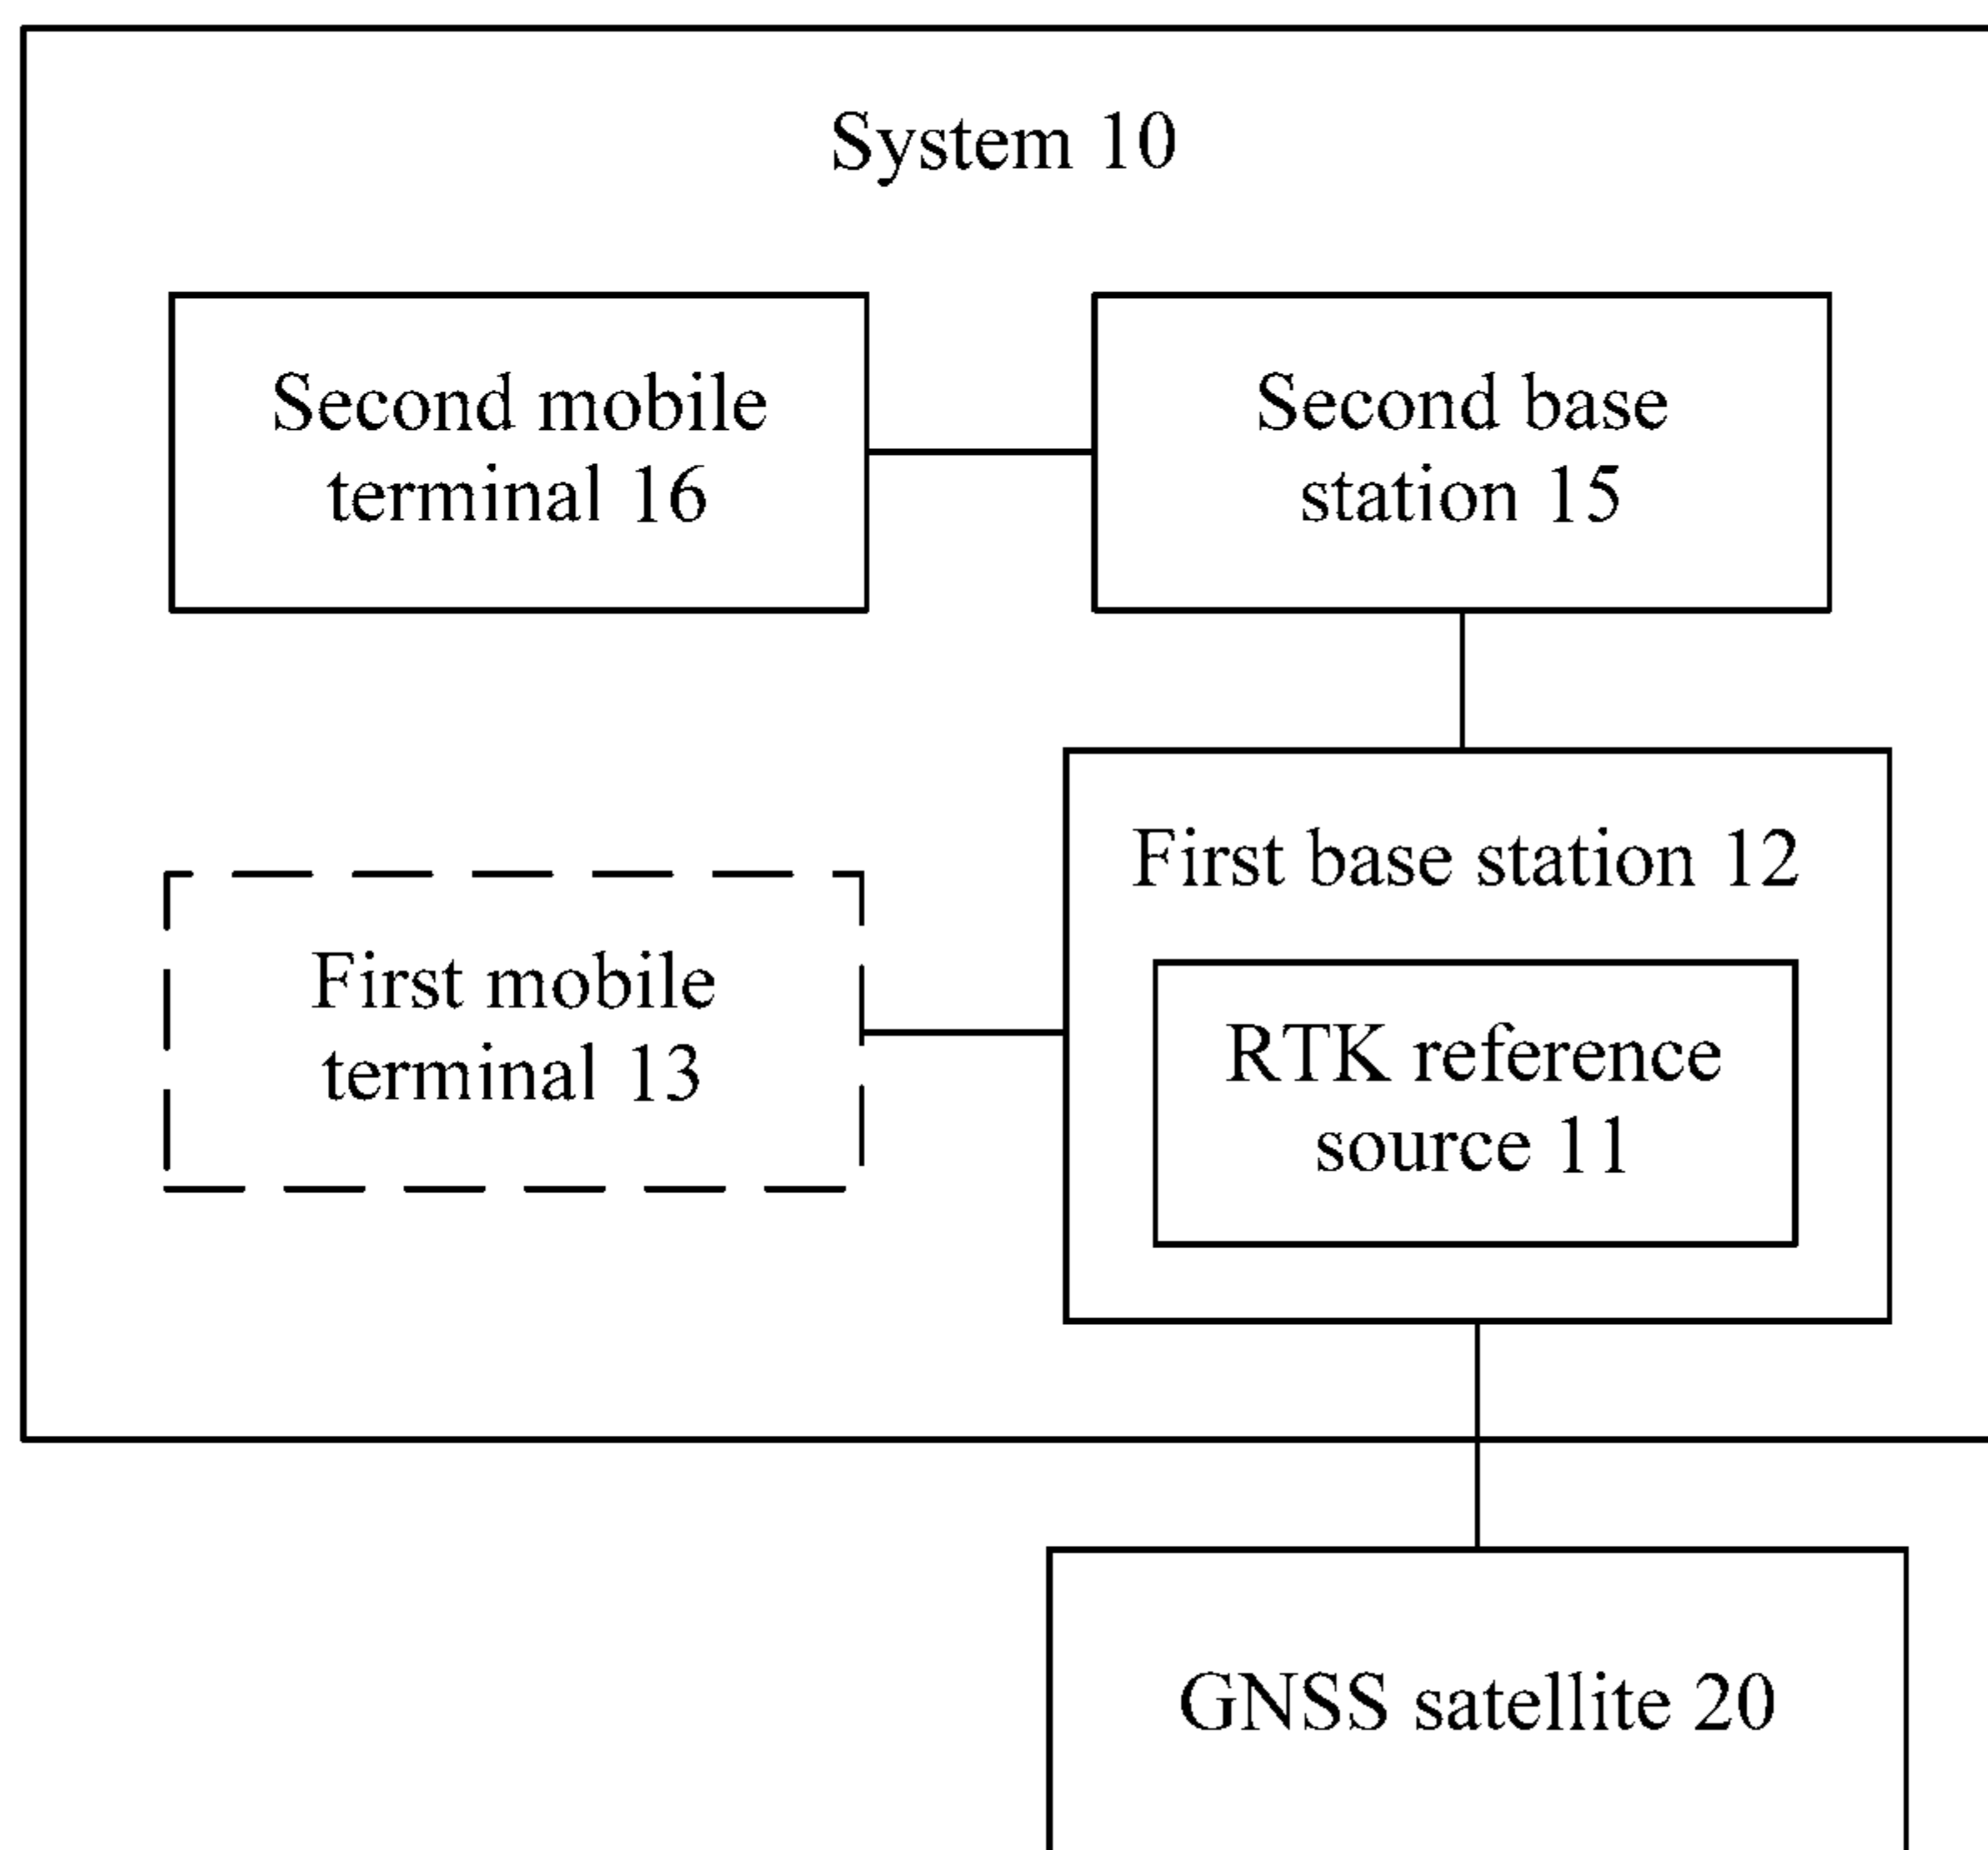 System 10
Second mobile
terminal 16
Second base
station 15
First base station 12
First mobile
terminal 13
RTK reference
source 11
GNSS satellite 20